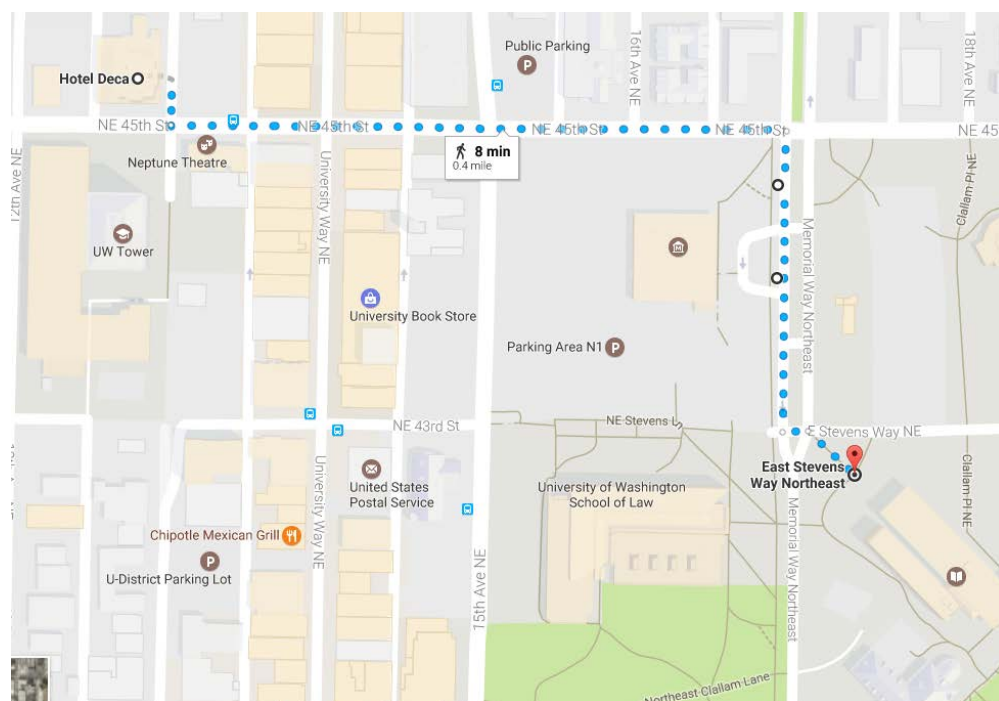 Public Parking
16th Ave NE
18th Ave NE
Hotel Deca
NE 45th St
NE 45th St
NE 45th St
NE 45th St
NE 45
Neptune Theatre
8 min
0.4 mile
12th Ave NE
University Way NE
Clallam Pl NE
UW Tower
Memorial Way Northeast
University Book Store
Parking Area N1
NE 43rd St
NE Stevens
E Stevens Way NE
East Stevens
Way Northeast
United States
Postal Service
University of Washington
School of Law
University Way NE
Clallam Pl NE
Chipotle Mexican Grill
U-District Parking Lot
15th Ave NE
Memorial Way Northeast
Northeast Clallam Lane